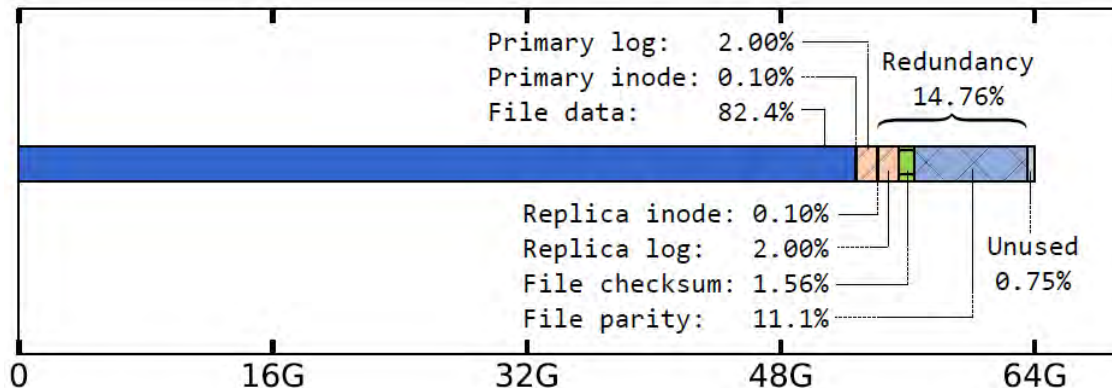 Primary log: 2.00%
Primary inode: 0.10%
File data: 82.4%
Redundancy
14.76%
Replica inode: 0.10%
Replica log: 2.00%
File checksum: 1.56%
File parity: 11.1%
Unused
0.75%
0 16G 32G 48G 64G